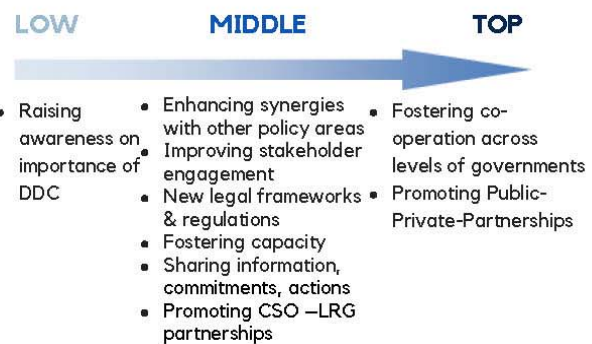 LOW
MIDDLE
TOP
• Raising
awareness on
importance of
DDC
• Enhancing synergies
with other policy areas
• Improving stakeholder
engagement
• New legal frameworks
& regulations
• Fostering capacity
• Sharing information,
commitments, actions
• Promoting CSO –LRG
partnerships
• Fostering co-
operation across
levels of governments
• Promoting Public-
Private-Partnerships